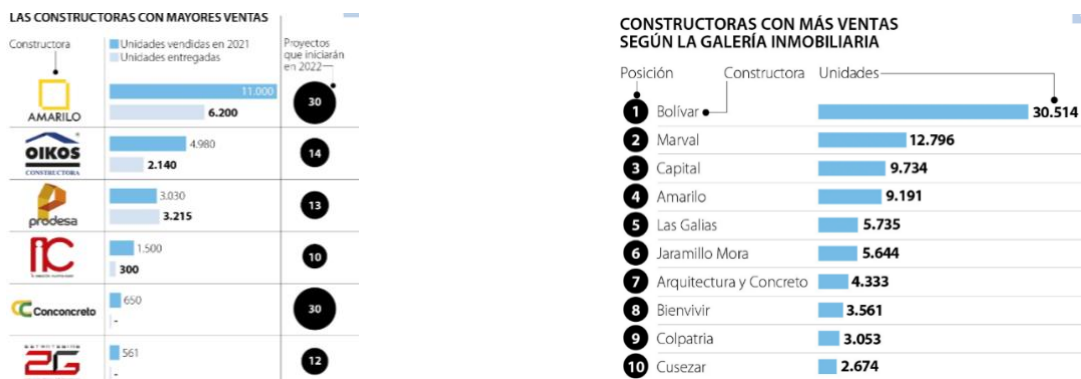 LAS CONSTRUCTORAS CON MAYORES VENTAS
Constructora
Unidades vendidas en 2021
Unidades entregadas
Proyectos
que iniciarán
en 2022
AMARILO
11.000
6.200
30
OIKOS
CONSTRUCTORA
4.980
2.140
14
prodesa
3.030
3.215
13
iC
1.500
300
10
Conconcreto
650
-
30
2G
561
-
12
CONSTRUCTORAS CON MÁS VENTAS
SEGÚN LA GALERÍA INMOBILIARIA
Posición Constructora Unidades
1 Bolívar 30.514
2 Marval 12.796
3 Capital 9.734
4 Amarilo 9.191
5 Las Galias 5.735
6 Jaramillo Mora 5.644
7 Arquitectura y Concreto 4.333
8 Bienvivir 3.561
9 Colpatria 3.053
10 Cusezar 2.674